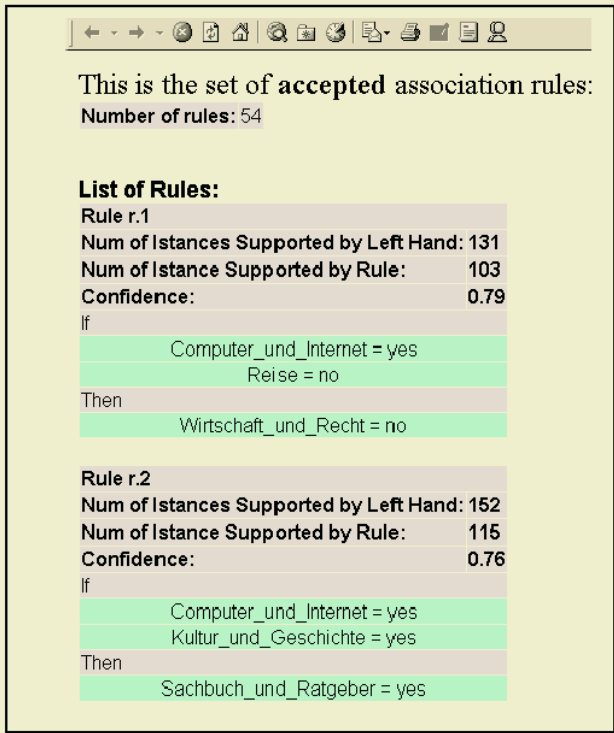 This is the set of accepted association rules:
Number of rules: 54
List of Rules:
Rule r.1
Num of Istances Supported by Left Hand: 131
Num of Istance Supported by Rule: 103
Confidence: 0.79
If
Computer_und_Internet = yes
Reise = no
Then
Wirtschaft_und_Recht = no
Rule r.2
Num of Istances Supported by Left Hand: 152
Num of Istance Supported by Rule: 115
Confidence: 0.76
If
Computer_und_Internet = yes
Kultur_und_Geschichte = yes
Then
Sachbuch_und_Ratgeber = yes